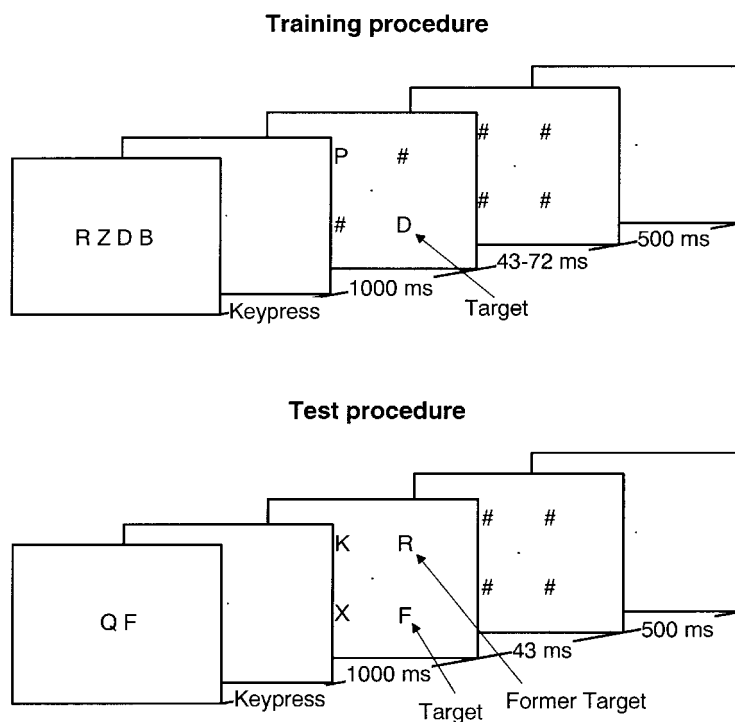 Training procedure
R Z D B
P #
# D
# #
# #
Keypress
1000 ms
43-72 ms
500 ms
Target
Test procedure
Q F
K R
X F
# #
# #
Keypress
1000 ms
43 ms
500 ms
Target
Former Target